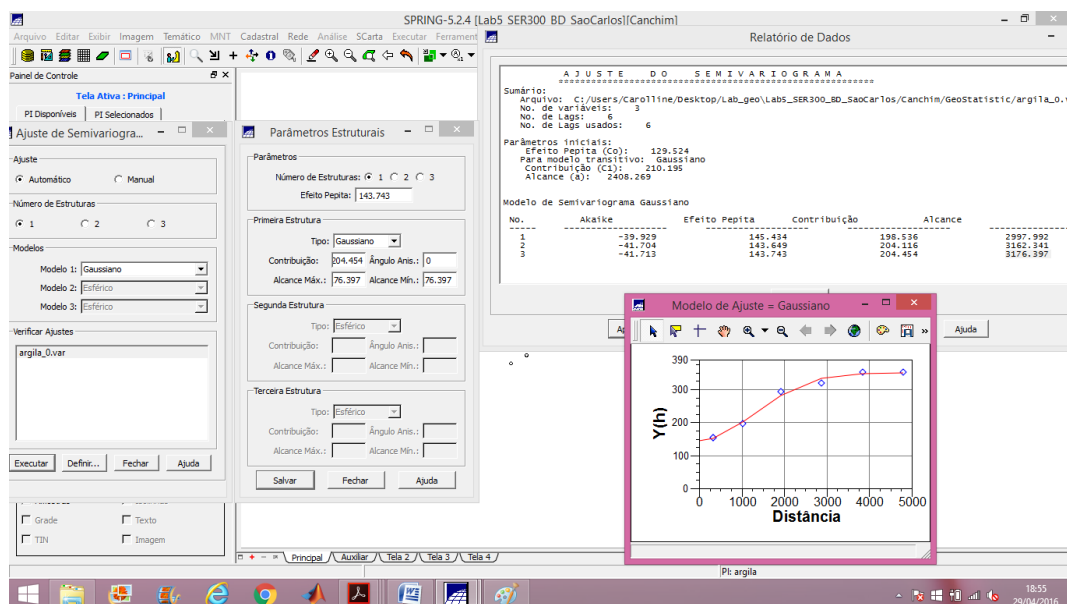 SPRING-5.2.4 [Lab5_SER300_BD_SaoCarlos][Canchim]
Arquivo Editar Exibir Imagem Temático MNT Cadastral Rede Análise SCarta Executar Ferrament
Painel de Controle
Tela Ativa : Principal
PI Disponíveis PI Selecionados
Ajuste de Semivariogra...
Ajuste
Automático Manual
Número de Estruturas
1 2 3
Modelos
Modelo 1: Gaussiano
Modelo 2: Esférico
Modelo 3: Esférico
Verificar Ajustes
argila_0.var
Executar Definir... Fechar Ajuda
Grade Texto
TIN Imagem
Parâmetros Estruturais
Parâmetros
Número de Estruturas: 1 2 3
Efeito Pepita: 143.743
Primeira Estrutura
Tipo: Gaussiano
Contribuição: 204.454 Ângulo Anis.: 0
Alcance Máx.: 76.397 Alcance Mín.: 76.397
Segunda Estrutura
Tipo: Esférico
Contribuição: Ângulo Anis.:
Alcance Máx.: Alcance Mín.:
Terceira Estrutura
Tipo: Esférico
Contribuição: Ângulo Anis.:
Alcance Máx.: Alcance Mín.:
Salvar Fechar Ajuda
Relatório de Dados
A J U S T E D O S E M I V A R I O G R A M A
Sumário:
Arquivo: C:/Users/Carolline/Desktop/Lab_geo\Lab5_SER300_BD_SaoCarlos/Canchim/GeoStatistic/argila_0.v
No. de variáveis: 3
No. de Lags: 6
No. de Lags usados: 6
Parâmetros iniciais:
Efeito Pepita (Co): 129.524
Para modelo transitivo: Gaussiano
Contribuição (C1): 210.195
Alcance (a): 2408.269
Modelo de Semivariograma Gaussiano
No. Akaike Efeito Pepita Contribuição Alcance
1 -39.929 145.434 198.536 2997.992
2 -41.704 143.649 204.116 3162.341
3 -41.713 143.743 204.454 3176.397
Ajuda
Modelo de Ajuste = Gaussiano
Y(h)
390
300
200
100
0
0 1000 2000 3000 4000 5000
Distância
Principal Auxiliar Tela 2 Tela 3 Tela 4
PI: argila
18:55
29/04/2016